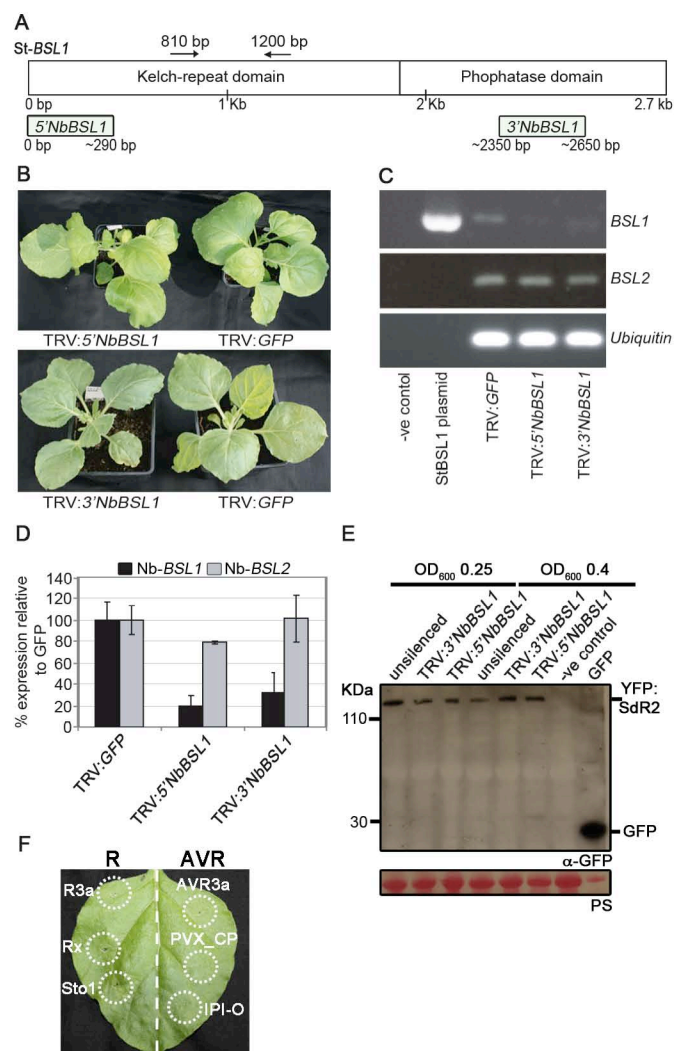 A
St-BSL1
810 bp 1200 bp
Kelch-repeat domain Phophatase domain
0 bp 1'Kb 2'Kb 2.7 kb
5'NbBSL1 3'NbBSL1
0 bp ~290 bp ~2350 bp ~2650 bp
B
TRV:5'NbBSL1 TRV:GFP
TRV:3'NbBSL1 TRV:GFP
C
BSL1
BSL2
Ubiquitin
-ve contol
StBSL1 plasmid
TRV:GFP
TRV:5'NbBSL1
TRV:3'NbBSL1
D
Nb-BSL1 Nb-BSL2
% expression relative
to GFP
140
120
100
80
60
40
20
0
TRV:GFP
TRV:5'NbBSL1
TRV:3'NbBSL1
E
OD600 0.25 OD600 0.4
unsilenced
TRV:3'NbBSL1
TRV:5'NbBSL1
unsilenced
TRV:3'NbBSL1
TRV:5'NbBSL1
-ve control
GFP
KDa
110
30
YFP:
SdR2
GFP
α-GFP
PS
F
R AVR
R3a AVR3a
Rx PVX_CP
Sto1 IPI-O